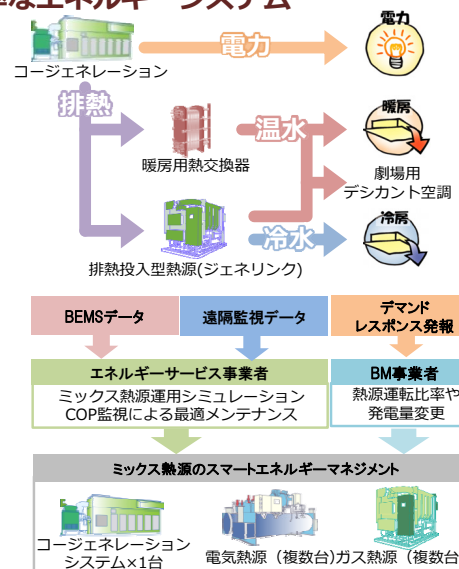 なエネルギーシステム
コージェネレーション
電力
電力
排熱
暖房用熱交換器
温水
暖房
劇場用
デシカント空調
排熱投入型熱源(ジェネリンク)
冷水
冷房
BEMSデータ
遠隔監視データ
デマンド
レスポンス発報
エネルギーサービス事業者
ミックス熱源運用シミュレーション
COP監視による最適メンテナンス
BM事業者
熱源運転比率や
発電量変更
ミックス熱源のスマートエネルギーマネジメント
コージェネレーション
システム×1台
電気熱源（複数台)
ガス熱源（複数台